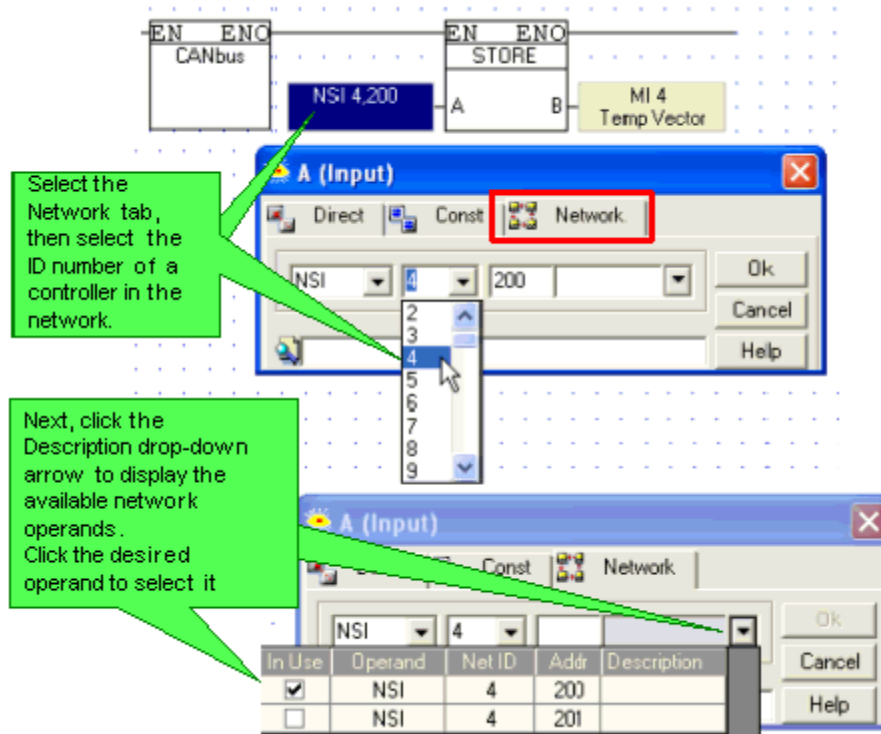 EN ENO
CANbus
EN ENO
STORE
NSI 4,200
A B
MI 4
Temp Vector
Select the
Network tab,
then select the
ID number of a
controller in the
network.
A (Input)
Direct Const Network
NSI 4 200
Ok
Cancel
Help
2
3
4
5
6
7
8
9
Next, click the
Description drop-down
arrow to display the
available network
operands.
Click the desired
operand to select it
A (Input)
Const Network
NSI 4
Ok
Cancel
Help
In Use Operand Net ID Addr Description
NSI 4 200
NSI 4 201